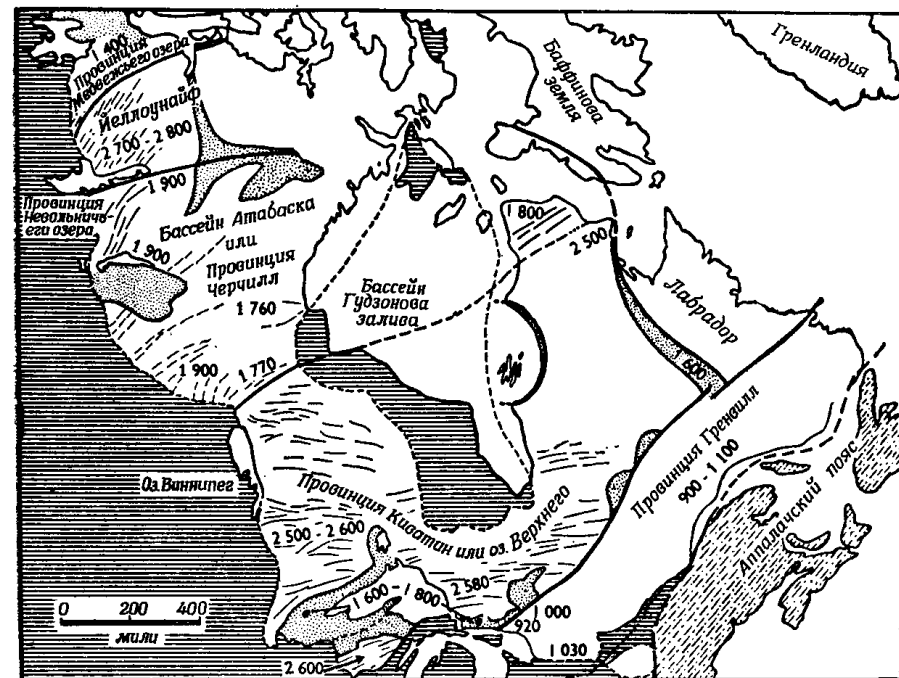 Гренландия
Баффинова
земля
1 400
Провинция
Медвежьего озера
Йеллоунайф
2 700 - 2 800
1 900
Провинция
Невольничь-
его озера
Бассейн Атабаска
или
Провинция
Черчилл
1 900
1 760
1 900
1 770
Бассейн
Гудзонова
залива
1 800
2 500
Лабрадор
1 600
Провинция Гренвилл
900 - 1 100
Аппалачский пояс
Оз. Виннипег
Провинция Киватин или оз. Верхнего
2 500 - 2 600
2 580
1 600 - 1 800
1 000
920
1 030
2 600
0 200 400
мили